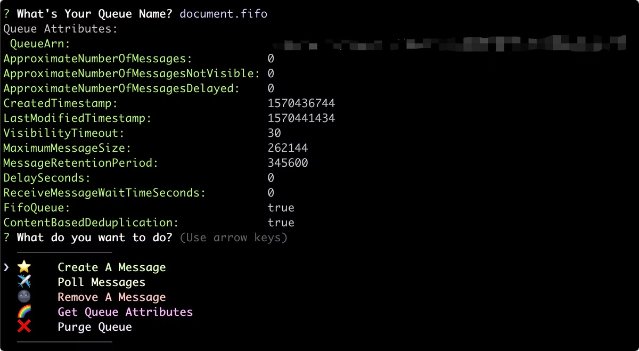 ? What's Your Queue Name? document.fifo
Queue Attributes:
QueueArn:
ApproximateNumberOfMessages: 0
ApproximateNumberOfMessagesNotVisible: 0
ApproximateNumberOfMessagesDelayed: 0
CreatedTimestamp: 1570436744
LastModifiedTimestamp: 1570441434
VisibilityTimeout: 30
MaximumMessageSize: 262144
MessageRetentionPeriod: 345600
DelaySeconds: 0
ReceiveMessageWaitTimeSeconds: 0
FifoQueue: true
ContentBasedDeduplication: true
? What do you want to do? (Use arrow keys)
❯ ⭐ Create A Message
✈️ Poll Messages
🌚 Remove A Message
🌈 Get Queue Attributes
❌ Purge Queue